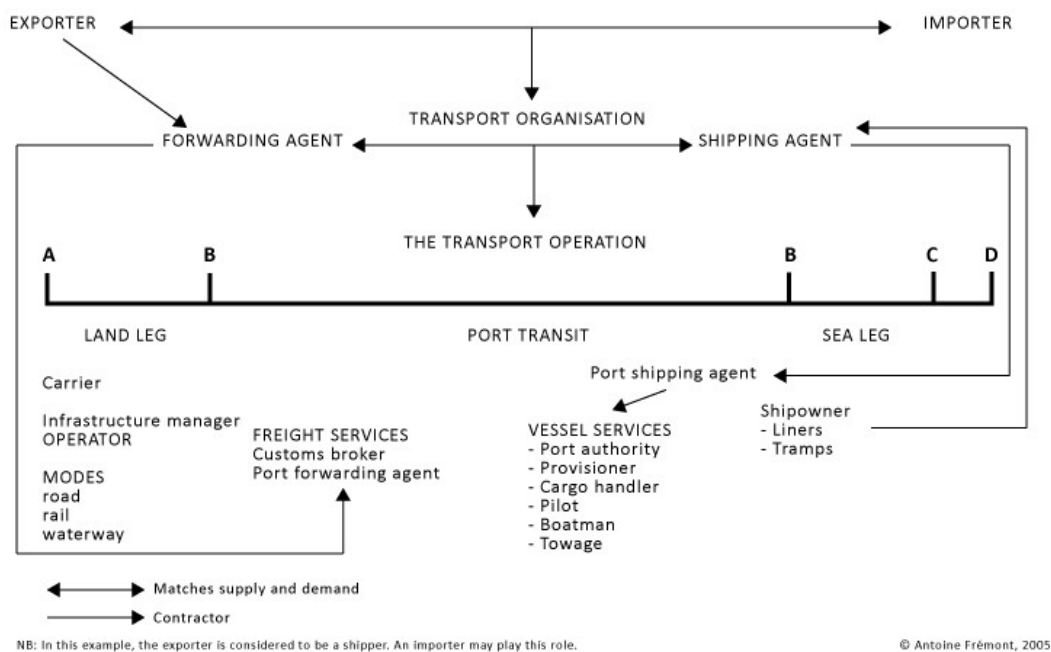 EXPORTER
IMPORTER
TRANSPORT ORGANISATION
FORWARDING AGENT
SHIPPING AGENT
THE TRANSPORT OPERATION
A
B
B
C
D
LAND LEG
PORT TRANSIT
SEA LEG
Carrier
Infrastructure manager
OPERATOR
MODES
road
rail
waterway
FREIGHT SERVICES
Customs broker
Port forwarding agent
Port shipping agent
VESSEL SERVICES
- Port authority
- Provisioner
- Cargo handler
- Pilot
- Boatman
- Towage
Shipowner
- Liners
- Tramps
Matches supply and demand
Contractor
NB: In this example, the exporter is considered to be a shipper. An importer may play this role.
© Antoine Frémont, 2005